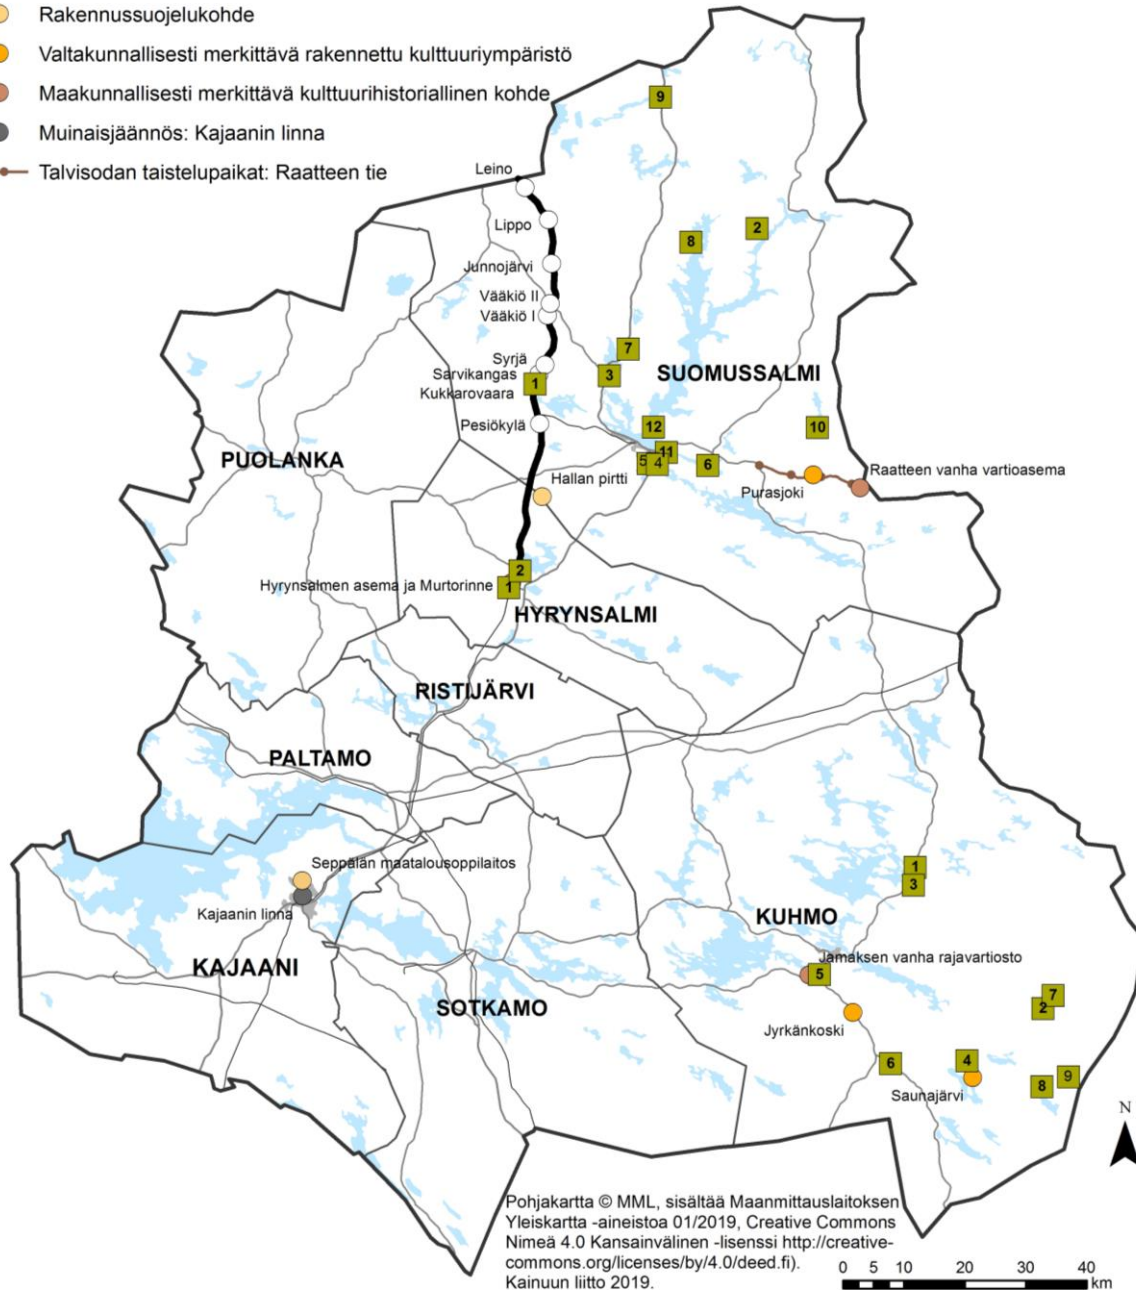 Rakennussuojelukohde
Valtakunnallisesti merkittävä rakennettu kulttuuriympäristö
Maakunnallisesti merkittävä kulttuurihistoriallinen kohde
Muinaisjäännös: Kajaanin linna
Talvisodan taistelupaikat: Raatteen tie
9
Leino
Lippo
2
8
Junnojärvi
Vääkiö II
Vääkiö I
7
Syrjä
Sarvikangas
3
SUOMUSSALMI
1
Kukkarovaara
Pesiökylä
12
10
11
PUOLANKA
5
4
6
Raatteen vanha vartioasema
Hallan pirtti
Purasjoki
2
Hyrynsalmen asema ja Murtorinne
1
HYRYNSALMI
RISTIJÄRVI
PALTAMO
Seppälän maatalousoppilaitos
1
3
Kajaanin linna
KUHMO
KAJAANI
Jämäksen vanha rajavartiosto
5
SOTKAMO
7
2
Jyrkänkoski
6
4
9
8
Saunajärvi
N
Pohjakartta © MML, sisältää Maanmittauslaitoksen
Yleiskartta -aineistoa 01/2019, Creative Commons
Nimeä 4.0 Kansainvälinen -lisenssi http://creative-
commons.org/licenses/by/4.0/deed.fi).
Kainuun liitto 2019.
0 5 10 20 30 40
km